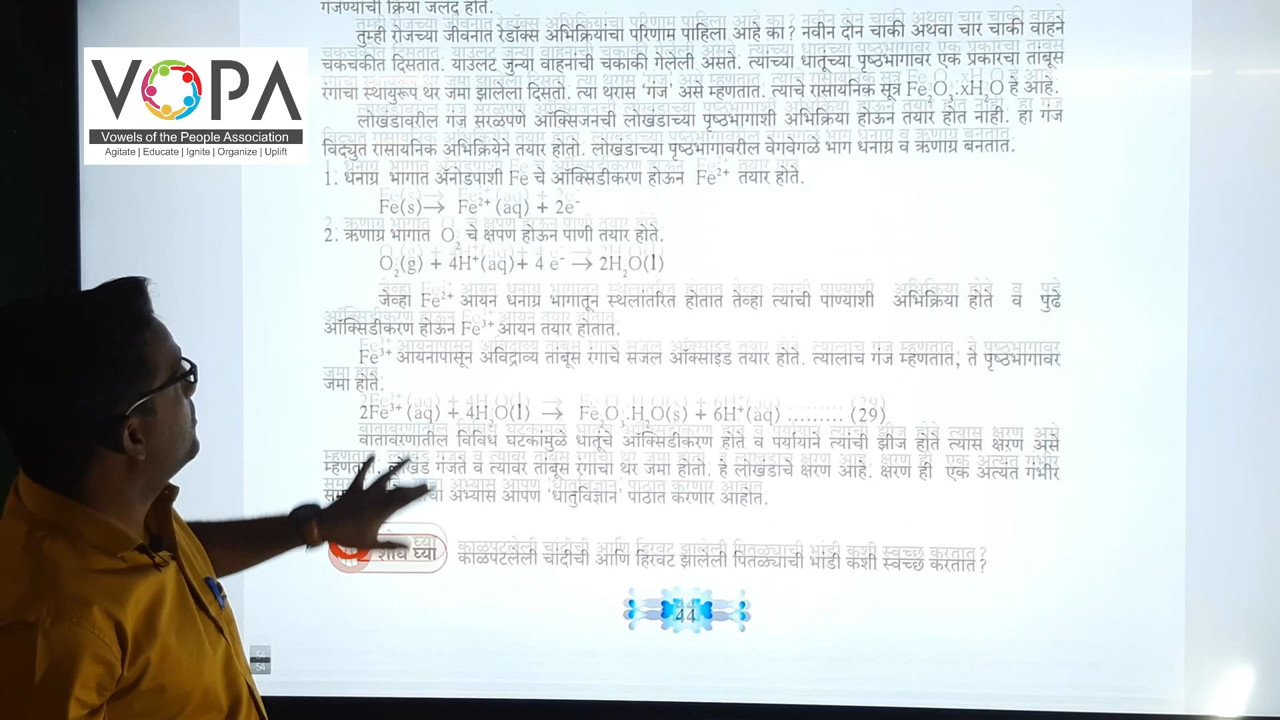 गंजण्याची क्रिया जलद होते.
तुम्ही रोजच्या जीवनात रेडॉक्स अभिक्रियांचा परिणाम पाहिला आहे का? नवीन दोन चाकी अथवा चार चाकी वाहने
चकचकीत दिसतात. याउलट जुन्या वाहनांची चकाकी गेलेली असते. त्यांच्या धातूच्या पृष्ठभागावर एक प्रकारचा तांबूस
रंगाचा स्थायुरूप थर जमा झालेला दिसतो. त्या थरास ‘गंज’ असे म्हणतात. त्याचे रासायनिक सूत्र Fe₂O₃.xH₂O हे आहे.
लोखंडावरील गंज सरळपणे ऑक्सिजनची लोखंडाच्या पृष्ठभागाशी अभिक्रिया होऊन तयार होत नाही. हा गंज
विद्युत रासायनिक अभिक्रियेने तयार होतो. लोखंडाच्या पृष्ठभागावरील वेगवेगळे भाग धनाग्र व ऋणाग्र बनतात.
1. धनाग्र भागात ॲनोडपाशी Fe चे ऑक्सिडीकरण होऊन Fe²⁺ तयार होते.
Fe(s)→ Fe²⁺ (aq) + 2e⁻
2. ऋणाग्र भागात O₂ चे क्षपण होऊन पाणी तयार होते.
O₂(g) + 4H⁺(aq)+ 4 e⁻ → 2H₂O(l)
जेव्हा Fe²⁺ आयन धनाग्र भागातून स्थलांतरित होतात तेव्हा त्यांची पाण्याशी अभिक्रिया होते व पुढे
ऑक्सिडीकरण होऊन Fe³⁺ आयन तयार होतात.
Fe³⁺ आयनापासून अविद्राव्य तांबूस रंगाचे सजल ऑक्साइड तयार होते. त्यालाच गंज म्हणतात, ते पृष्ठभागावर
जमा होते.
2Fe³⁺ (aq) + 4H₂O(l) → Fe₂O₃.H₂O(s) + 6H⁺(aq) ......... (29)
वातावरणातील विविध घटकांमुळे धातूंचे ऑक्सिडीकरण होते व पर्यायाने त्यांची झीज होते त्यास क्षरण असे
म्हणतात. लोखंड गंजते व त्यावर तांबूस रंगाचा थर जमा होतो. हे लोखंडाचे क्षरण आहे. क्षरण ही एक अत्यंत गंभीर
अभ्यास आपण ‘धातुविज्ञान’ पाठात करणार आहोत.
शोध घ्या काळपटलेली चांदीची आणि हिरवट झालेली पितळ्याची भांडी कशी स्वच्छ करतात?
44
54
VOPA
Vowels of the People Association
Agitate | Educate | Ignite | Organize | Uplift